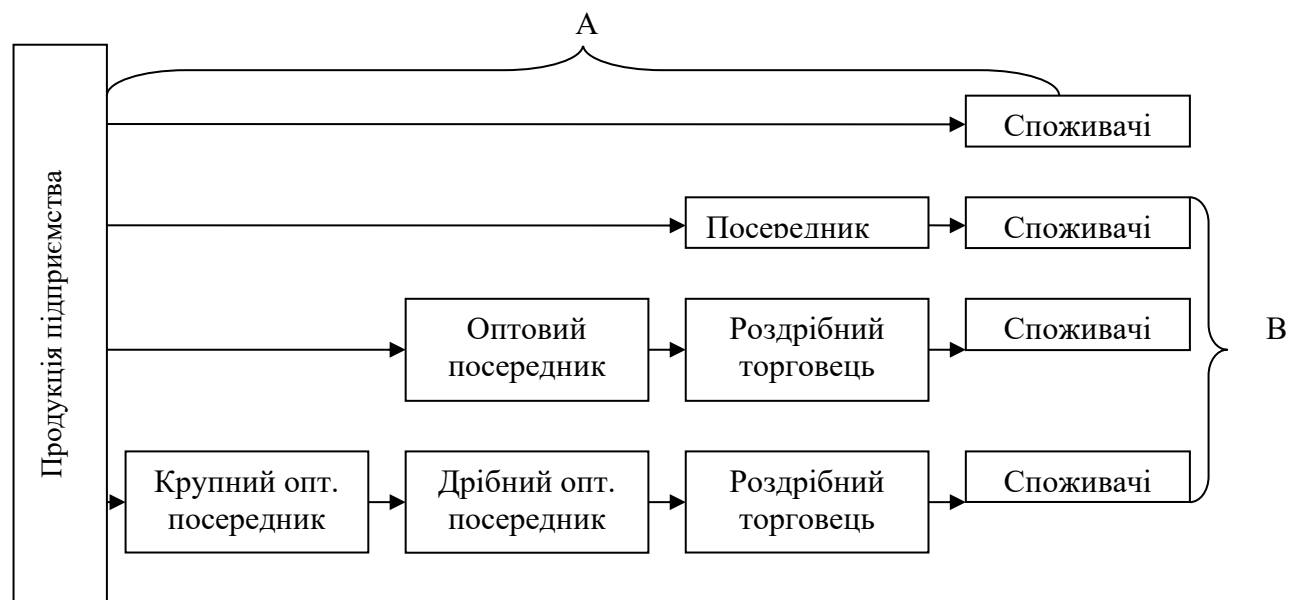 А
Споживачі
Продукція підприємства
Посередник
Споживачі
Оптовий
посередник
Роздрібний
торговець
Споживачі
В
Крупний опт.
посередник
Дрібний опт.
посередник
Роздрібний
торговець
Споживачі